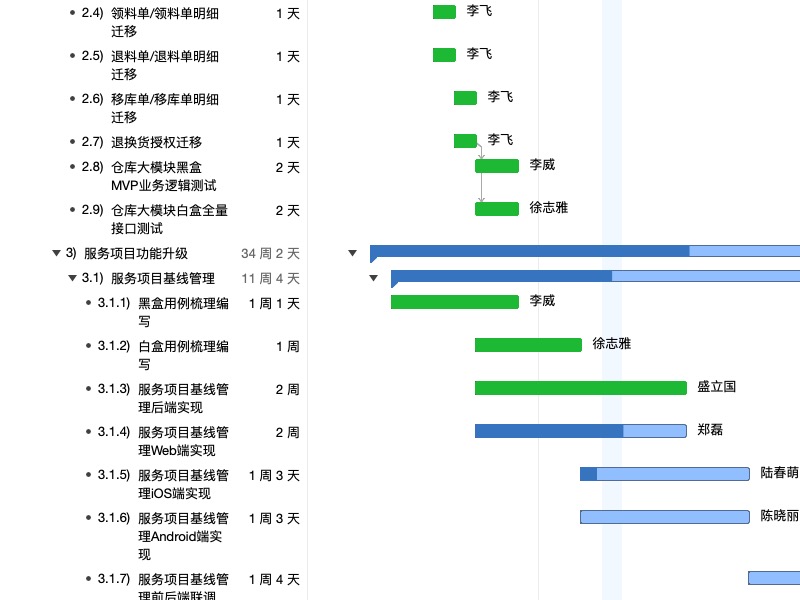 • 2.4) 领料单/领料单明细 1 天 李飞
迁移
• 2.5) 退料单/退料单明细 1 天 李飞
迁移
• 2.6) 移库单/移库单明细 1 天 李飞
迁移
• 2.7) 退换货授权迁移 1 天 李飞
• 2.8) 仓库大模块黑盒 2 天 李威
MVP业务逻辑测试
• 2.9) 仓库大模块白盒全量 2 天 徐志雅
接口测试
▼ 3) 服务项目功能升级 34 周 2 天
▼ 3.1) 服务项目基线管理 11 周 4 天
• 3.1.1) 黑盒用例梳理编 1 周 1 天 李威
写
• 3.1.2) 白盒用例梳理编 1 周 徐志雅
写
• 3.1.3) 服务项目基线管 2 周 盛立国
理后端实现
• 3.1.4) 服务项目基线管 2 周 郑磊
理Web端实现
• 3.1.5) 服务项目基线管 1 周 3 天 陆春萌
理iOS端实现
• 3.1.6) 服务项目基线管 1 周 3 天 陈晓丽
理Android端实
现
• 3.1.7) 服务项目基线管 1 周 4 天
理前后端联调